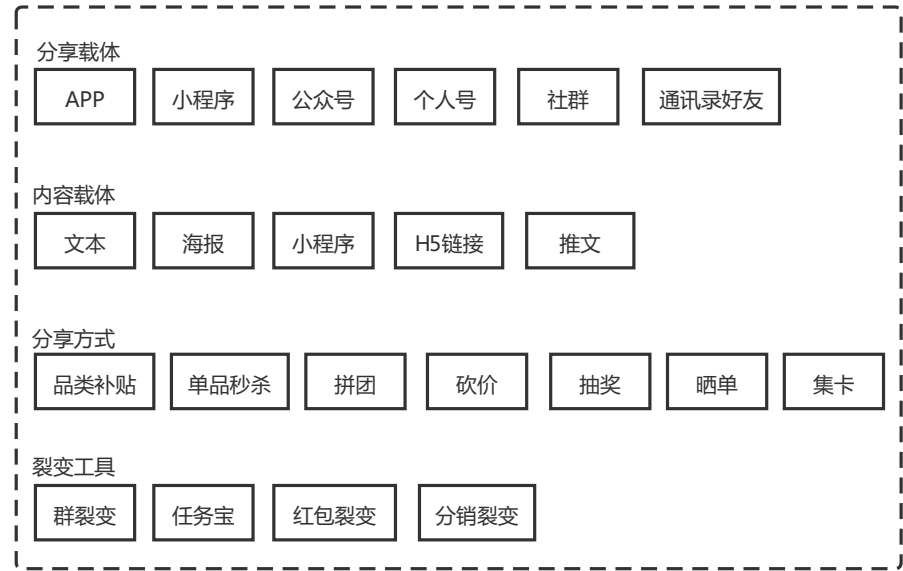 分享载体
APP 小程序 公众号 个人号 社群 通讯录好友
内容载体
文本 海报 小程序 H5链接 推文
分享方式
品类补贴 单品秒杀 拼团 砍价 抽奖 晒单 集卡
裂变工具
群裂变 任务宝 红包裂变 分销裂变